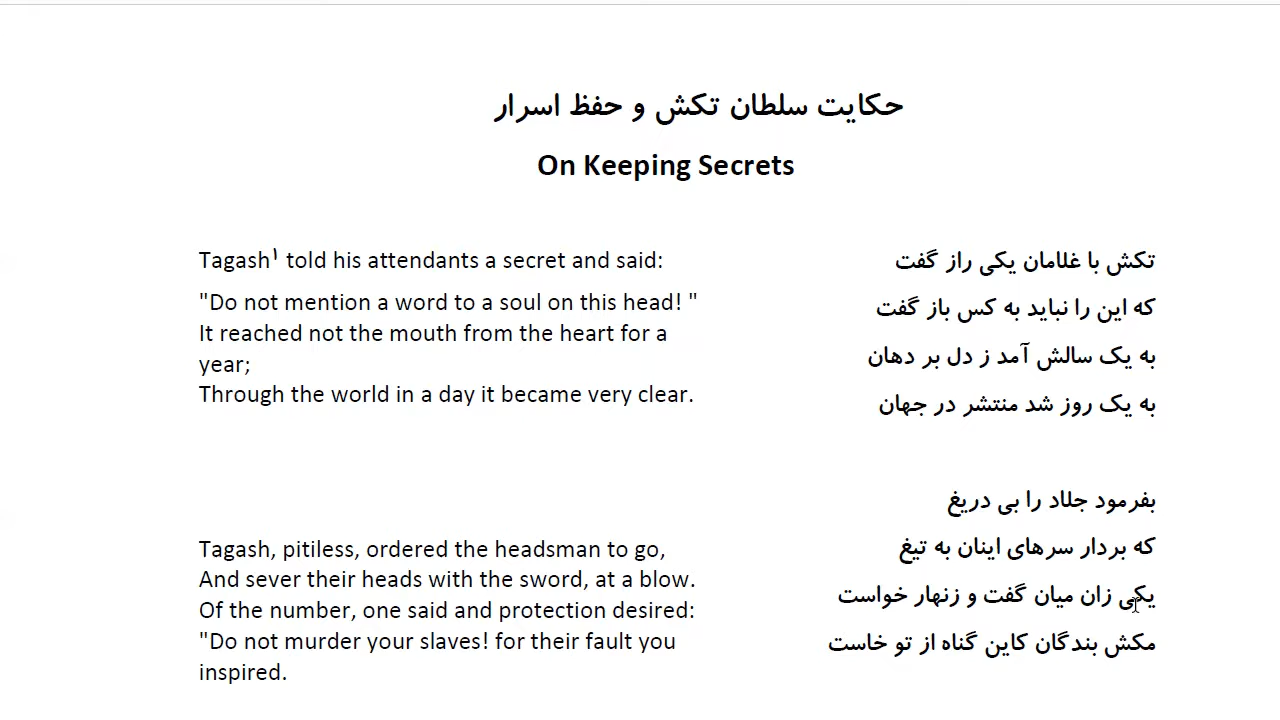 حکایت سلطان تکش و حفظ اسرار
On Keeping Secrets
Tagash۱ told his attendants a secret and said:
"Do not mention a word to a soul on this head! "
It reached not the mouth from the heart for a
year;
Through the world in a day it became very clear.
تکش با غلامان یکی راز گفت
که این را نباید به کس باز گفت
به یک سالش آمد ز دل بر دهان
به یک روز شد منتشر در جهان
Tagash, pitiless, ordered the headsman to go,
And sever their heads with the sword, at a blow.
Of the number, one said and protection desired:
"Do not murder your slaves! for their fault you
inspired.
بفرمود جلاد را بی دریغ
که بردار سرهای اینان به تیغ
یکی زان میان گفت و زنهار خواست
مکش بندگان کاین گناه از تو خاست